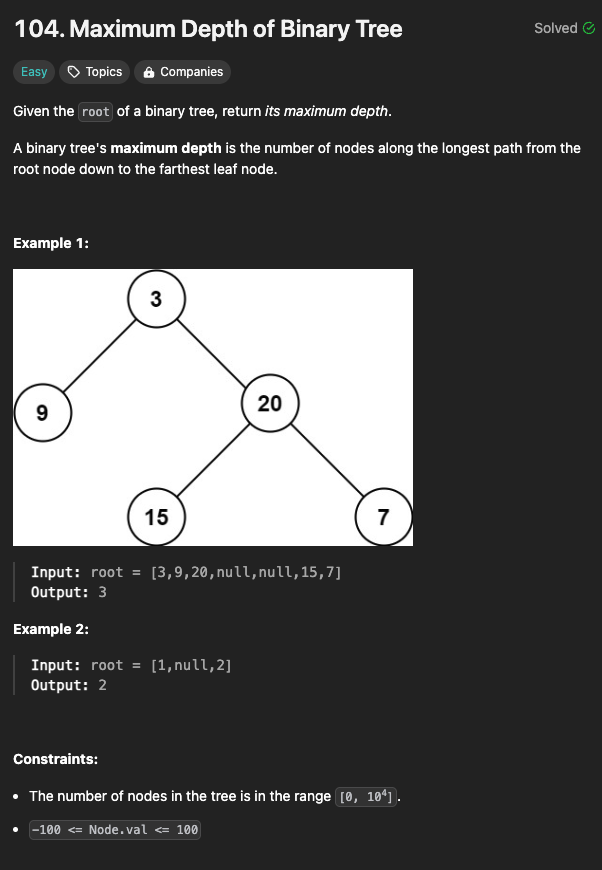 104. Maximum Depth of Binary Tree
Solved
Easy Topics Companies
Given the root of a binary tree, return its maximum depth.
A binary tree's maximum depth is the number of nodes along the longest path from the
root node down to the farthest leaf node.
Example 1:
3
9
20
15
7
Input: root = [3,9,20,null,null,15,7]
Output: 3
Example 2:
Input: root = [1,null,2]
Output: 2
Constraints:
• The number of nodes in the tree is in the range [0, 10⁴].
• -100 <= Node.val <= 100